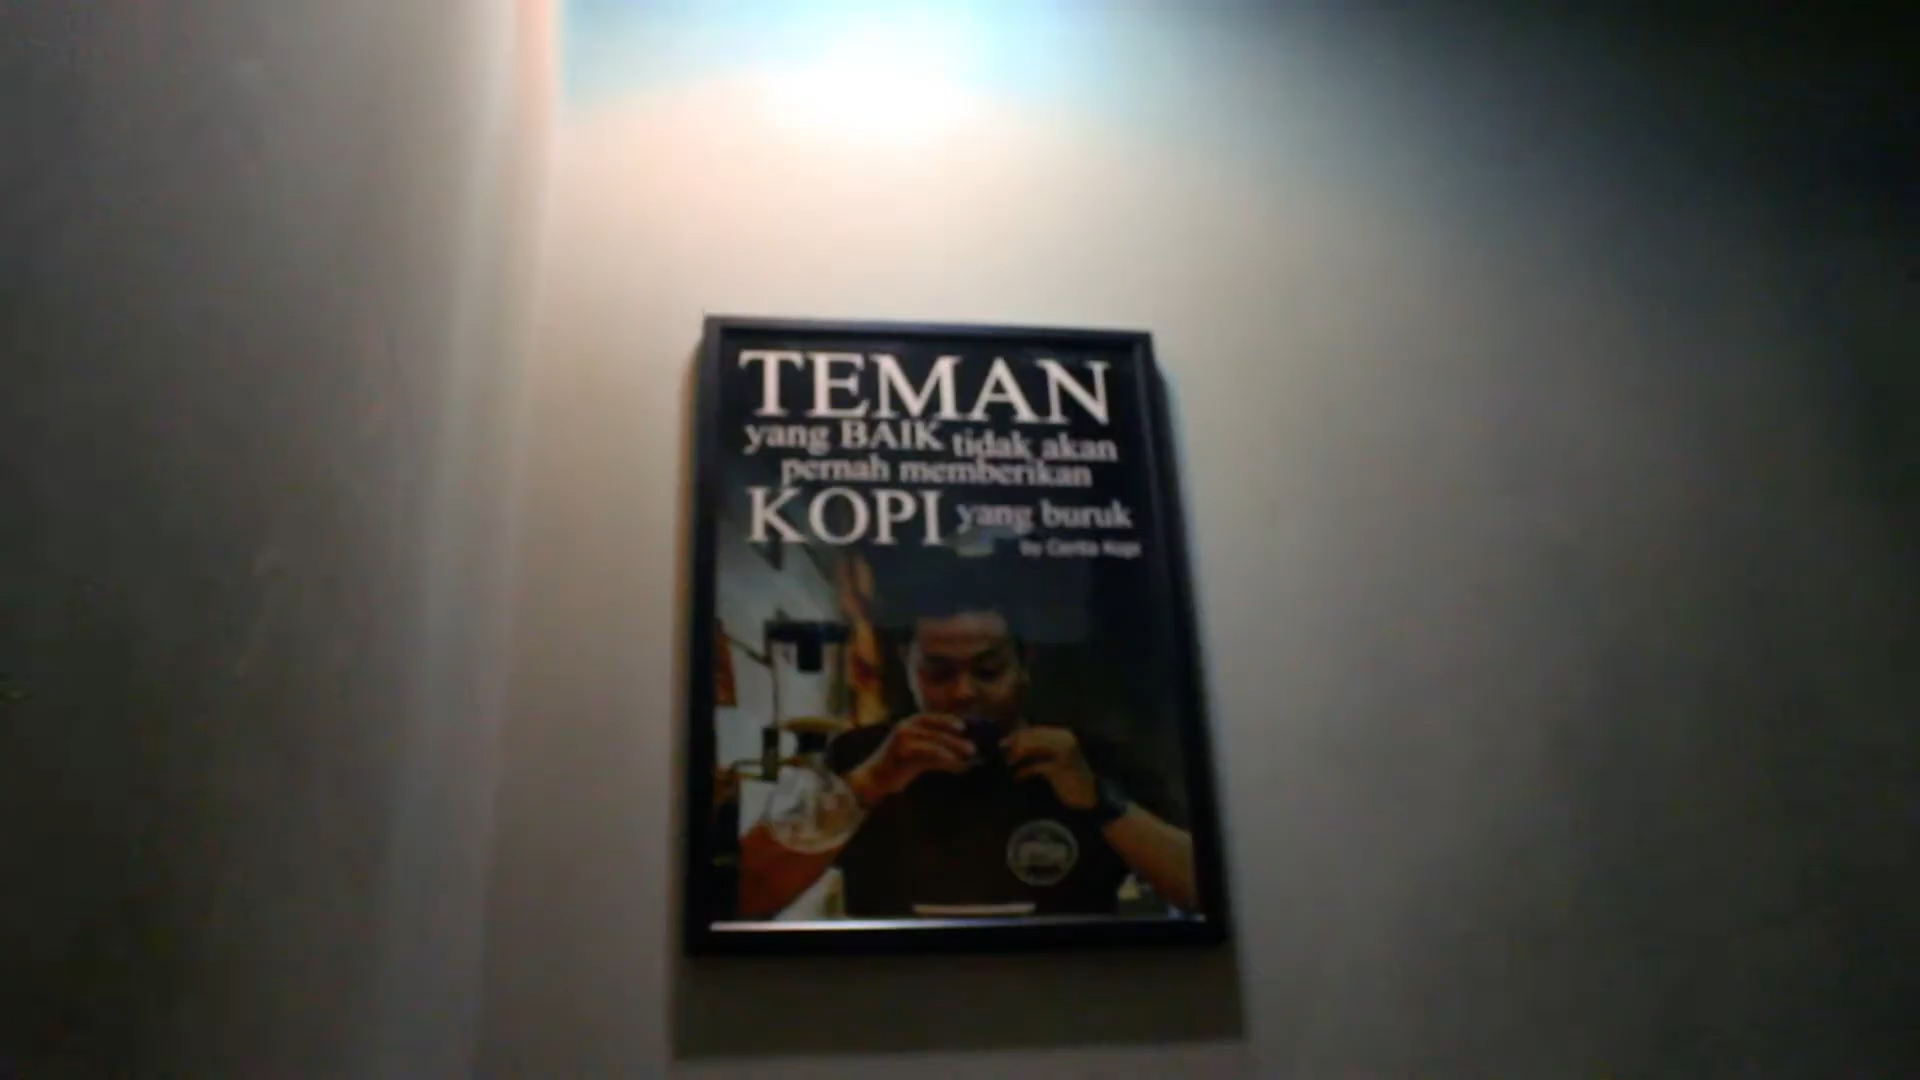 TEMAN
yang BAIK tidak akan
pernah memberikan
KOPI yang buruk
by Cerita Kopi